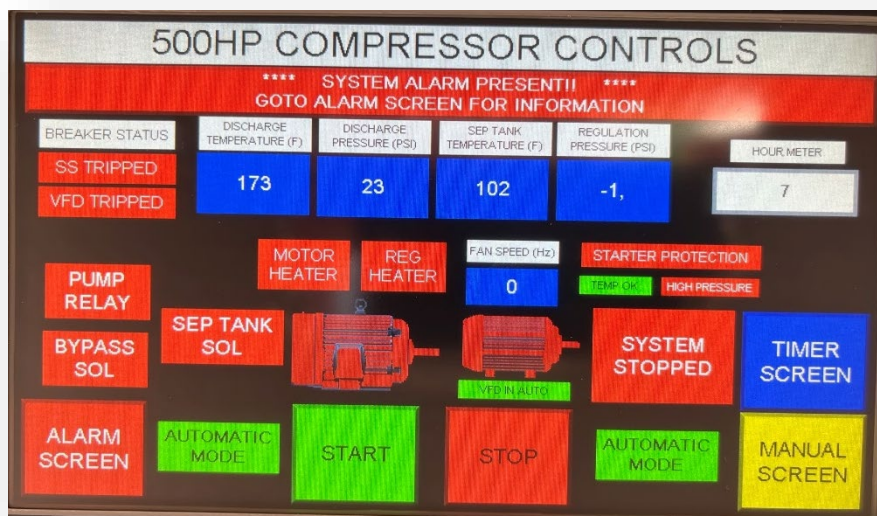 500HP COMPRESSOR CONTROLS
**** SYSTEM ALARM PRESENT!! ****
GOTO ALARM SCREEN FOR INFORMATION
BREAKER STATUS
SS TRIPPED
VFD TRIPPED
DISCHARGE
TEMPERATURE (F)
173
DISCHARGE
PRESSURE (PSI)
23
SEP TANK
TEMPERATURE (F)
102
REGULATION
PRESSURE (PSI)
-1,
HOUR METER
7
MOTOR
HEATER
REG
HEATER
FAN SPEED (Hz)
0
STARTER PROTECTION
TEMP OK
HIGH PRESSURE
PUMP
RELAY
BYPASS
SOL
SEP TANK
SOL
VFD IN AUTO
SYSTEM
STOPPED
TIMER
SCREEN
ALARM
SCREEN
AUTOMATIC
MODE
START
STOP
AUTOMATIC
MODE
MANUAL
SCREEN